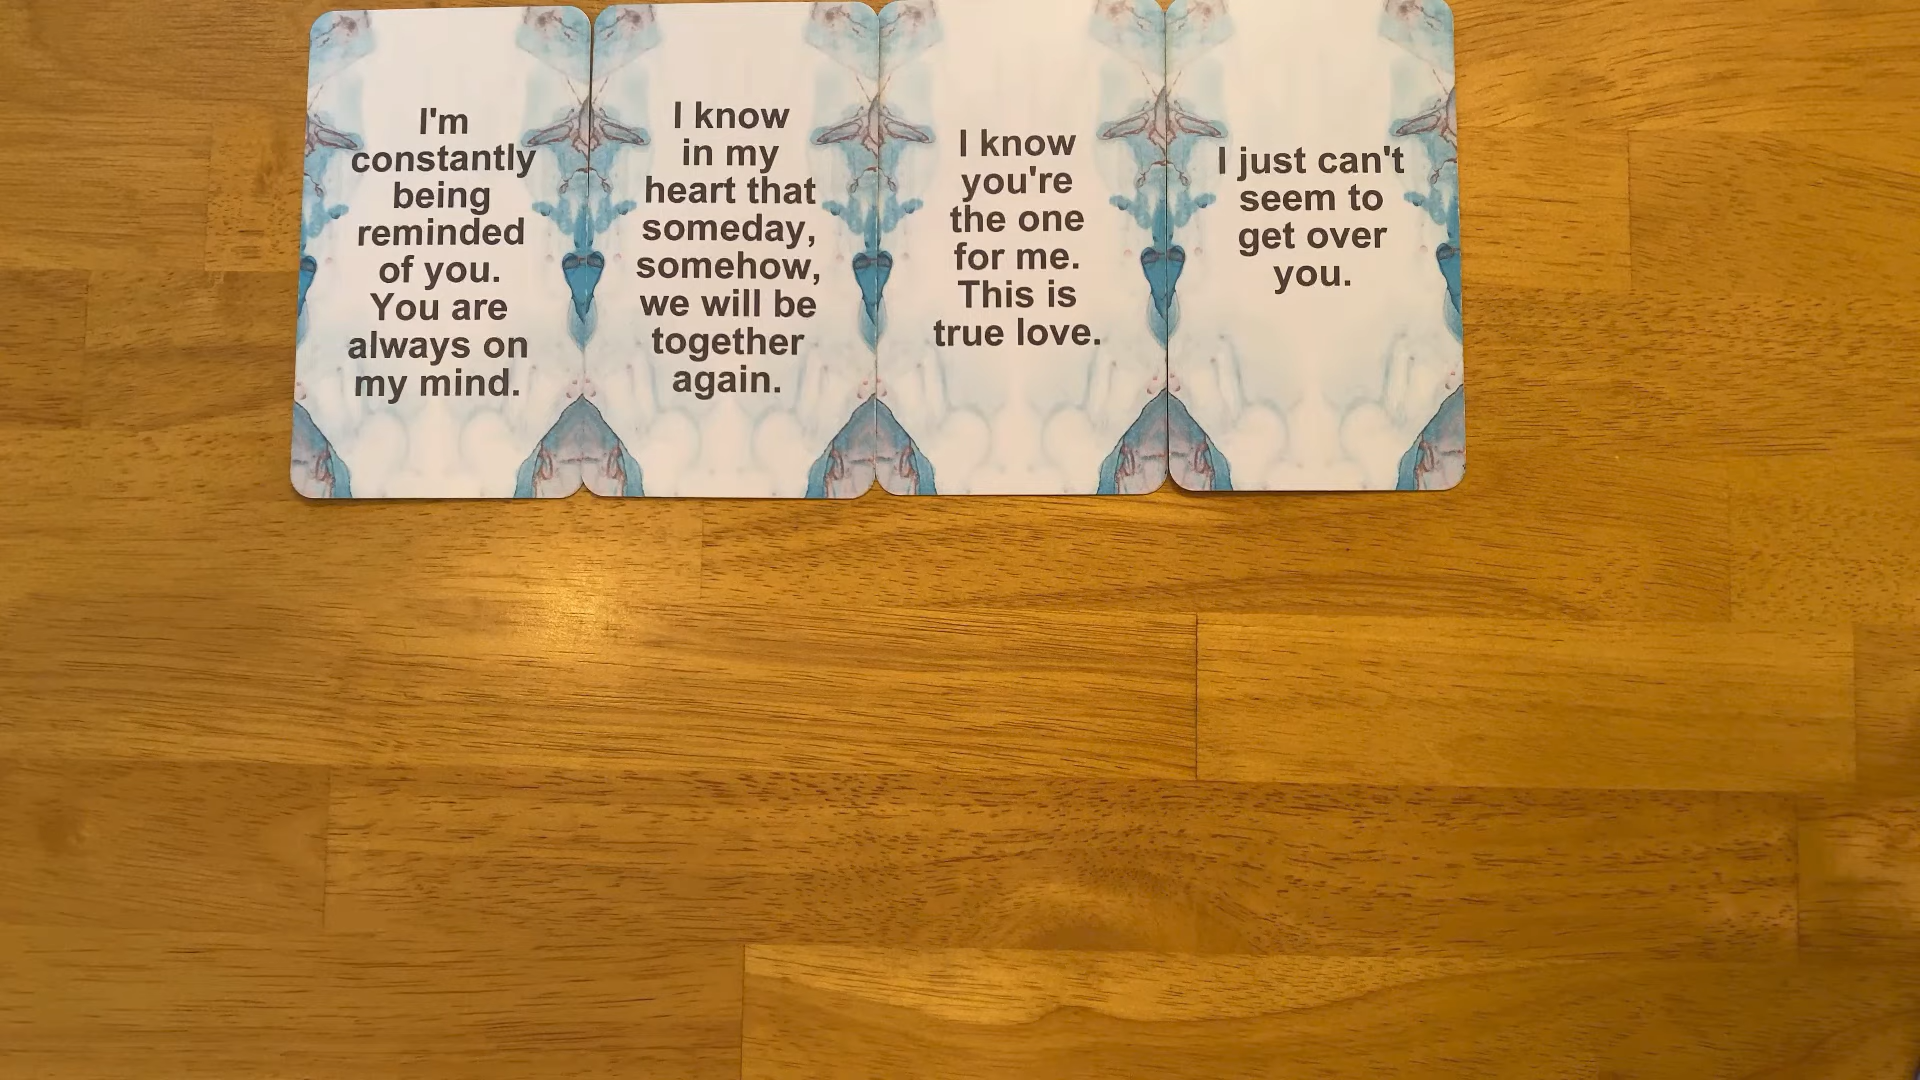 I'm
constantly
being
reminded
of you.
You are
always on
my mind.
I know
in my
heart that
someday,
somehow,
we will be
together
again.
I know
you're
the one
for me.
This is
true love.
I just can't
seem to
get over
you.